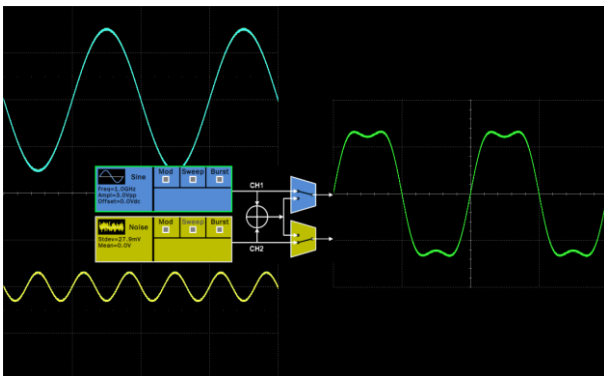 Sine
Mod
Sweep
Burst
Freq=1.0GHz
Ampl=3.0Vpp
Offset=0.0Vdc
CH1
Noise
Mod
Sweep
Burst
Stdev=27.9mV
Mean=0.0V
CH2